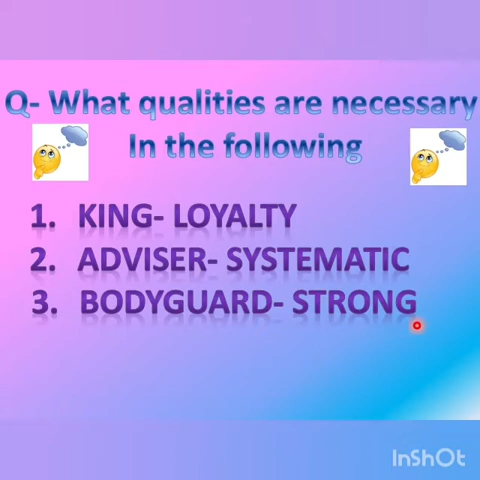 Q- What qualities are necessary
In the following
1. KING- LOYALTY
2. ADVISER- SYSTEMATIC
3. BODYGUARD- STRONG
InShOt